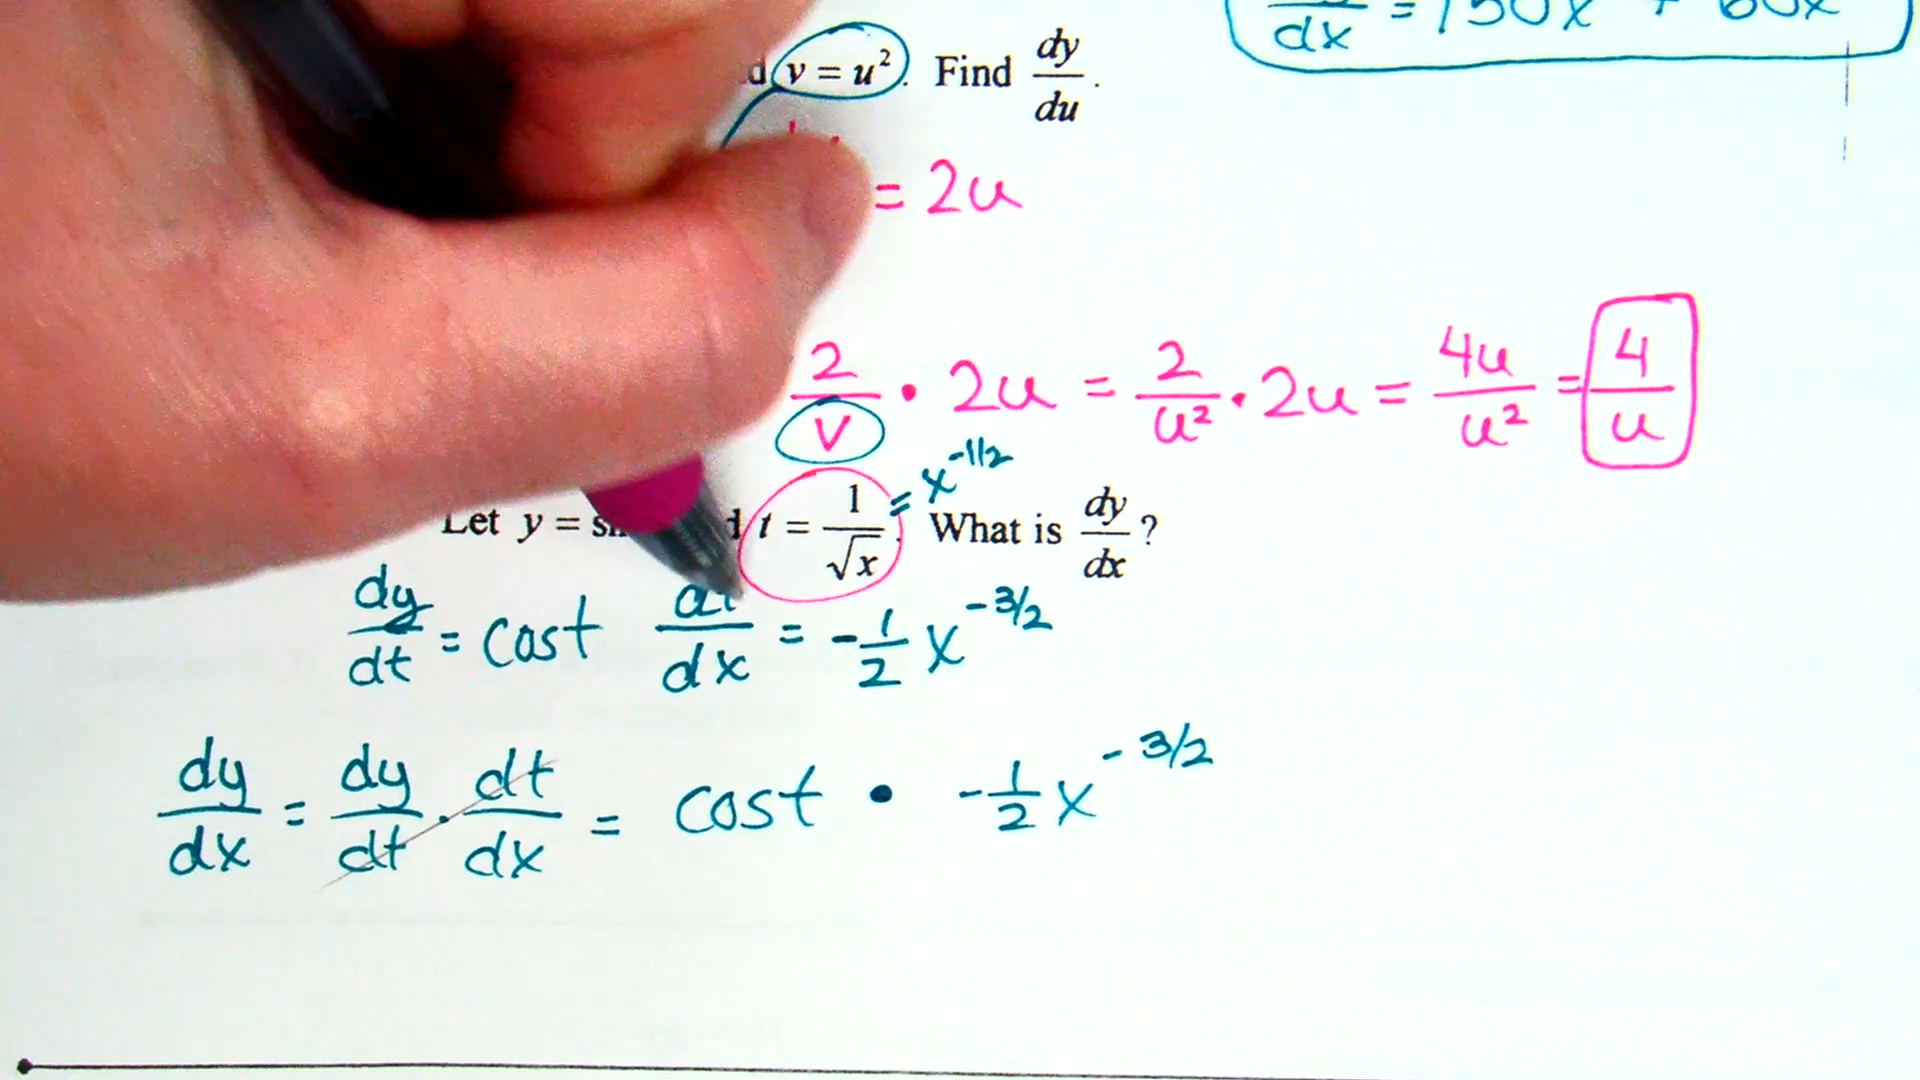 dx = 150x + 60x
v = u². Find dy/du.
= 2u
2/v • 2u = 2/u² • 2u = 4u/u² = 4/u
Let y = t = 1/√x = x^-1/2. What is dy/dx?
dy/dt = cost dt/dx = -1/2 x^-3/2
dy/dx = dy/dt · dt/dx = cost • -1/2 x^-3/2